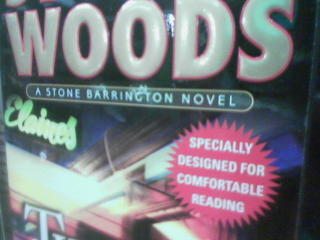 WOODS
A STONE BARRINGTON NOVEL
Elaine's
SPECIALLY
DESIGNED FOR
COMFORTABLE
READING
T